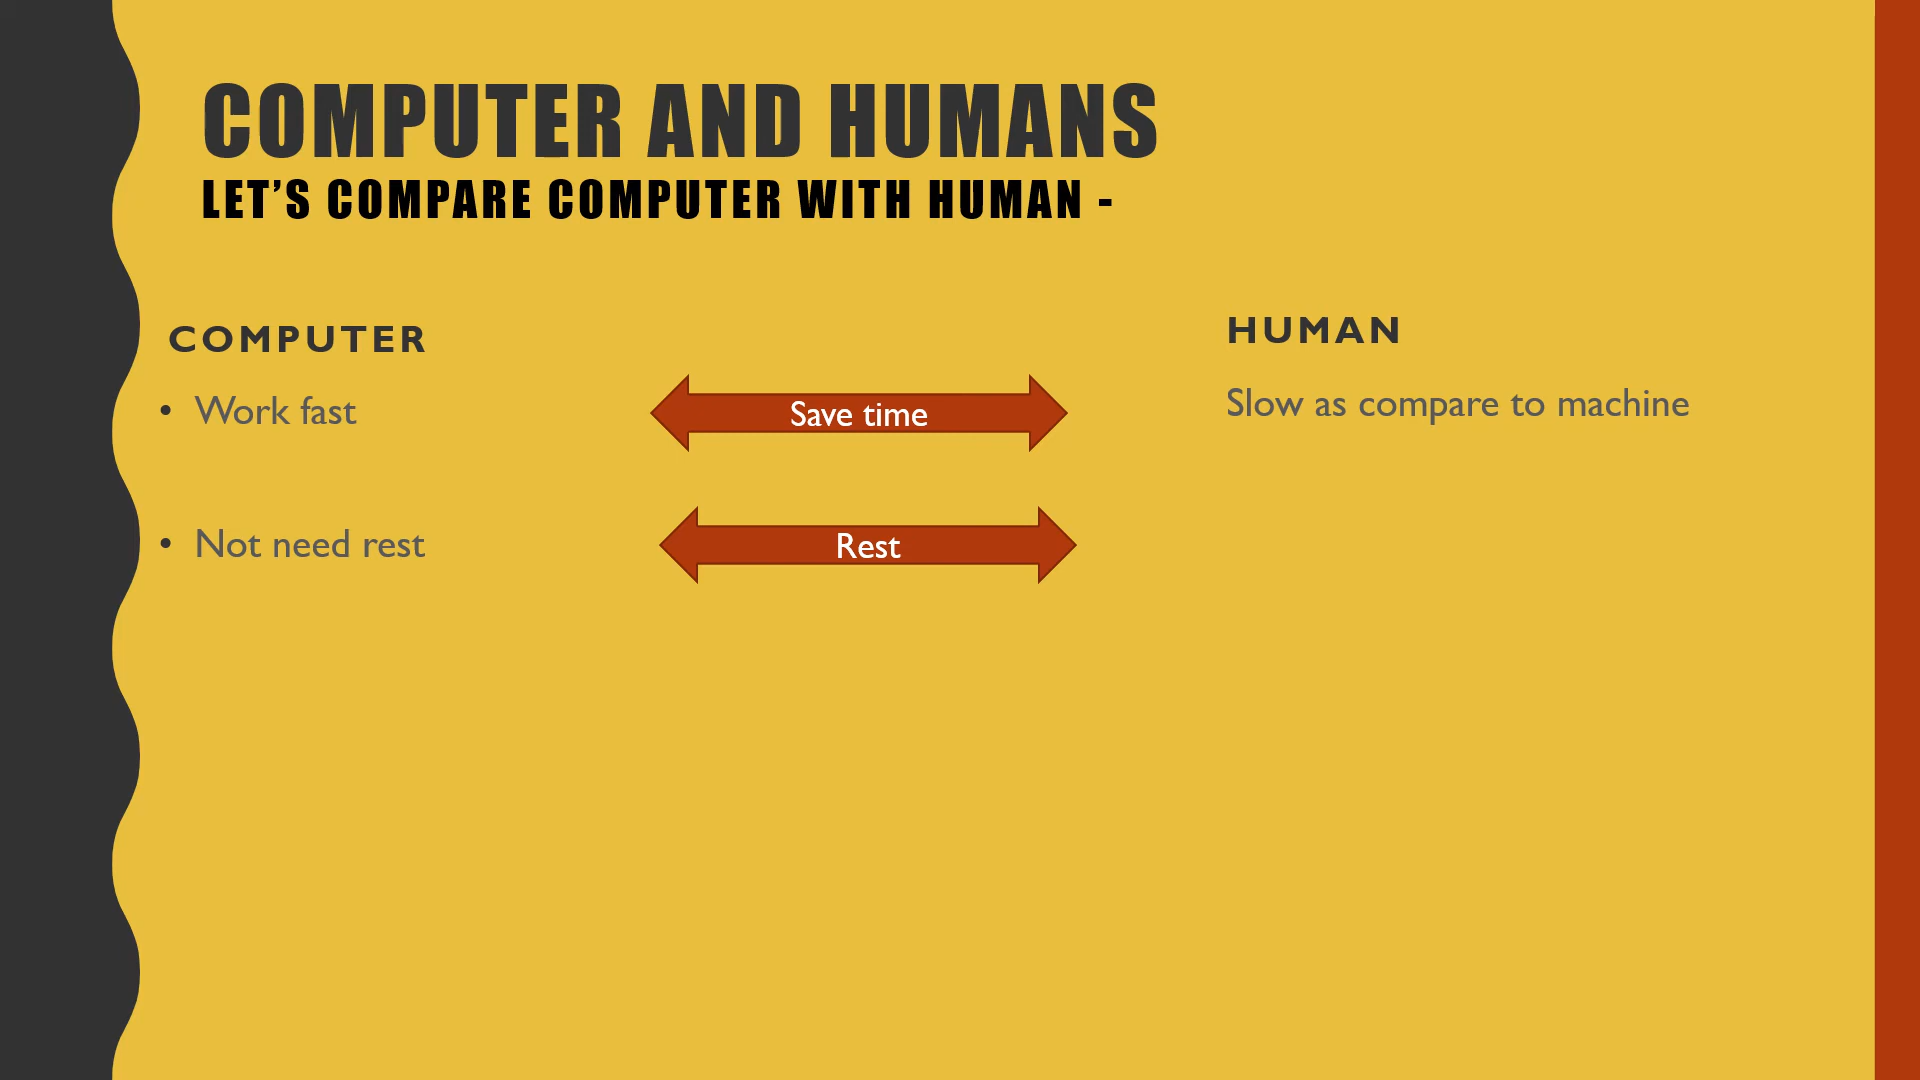 COMPUTER AND HUMANS
LET’S COMPARE COMPUTER WITH HUMAN -
COMPUTER
HUMAN
• Work fast
Save time
Slow as compare to machine
• Not need rest
Rest